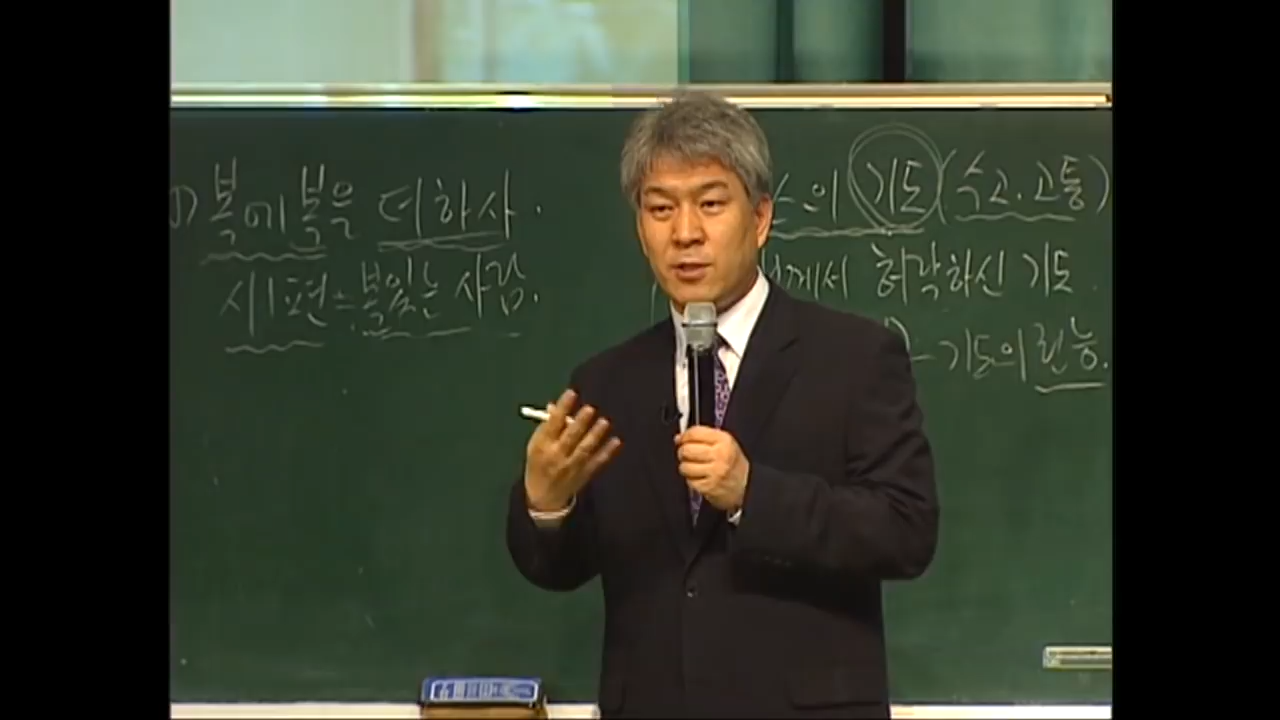 1) 복에 복을 더하사.
시1편 = 복있는 사람.
의 기도 (수고.고통)
께서 허락하신 기도.
- 기도의 권능.